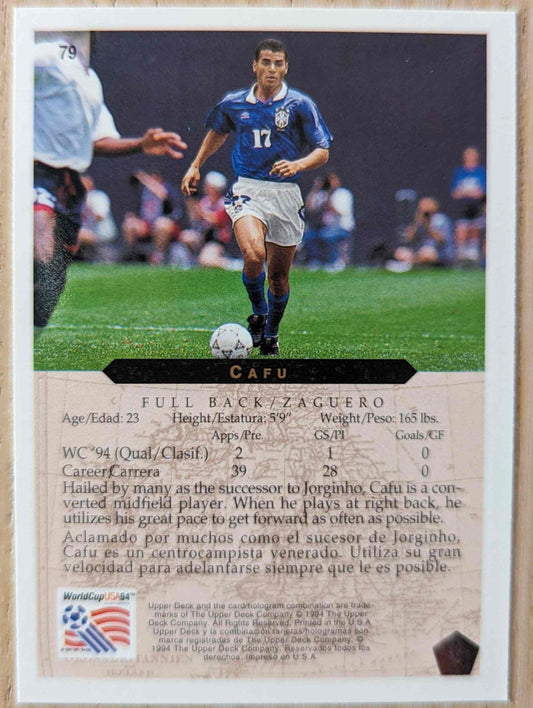 79
17
CAFU
FULL BACK/ZAGUERO
Age/Edad: 23 Height/Estatura: 5'9" Weight/Peso: 165 lbs.
Apps/Pre. GS/PI Goals/GF
WC '94 (Qual/Clasif.) 2 1 0
Career/Carrera 39 28 0
Hailed by many as the successor to Jorginho, Cafu is a con-
verted midfield player. When he plays at right back, he
utilizes his great pace to get forward as often as possible.
Aclamado por muchos como el sucesor de Jorginho,
Cafu es un centrocampista venerado. Utiliza su gran
velocidad para adelanfarse siempre que le es posible.
WorldCupUSA94™
Upper Deck and the card/hologram combination are trade-
marks of The Upper Deck Company © 1994 The Upper Deck
Company. All Rights Reserved. Printed in the U.S.A.
Upper Deck y la combinación tarjetas/hologramas son
marca registradas de The Upper Deck Company. ©
1994 The Upper Deck Company. Reservados todos los
derechos. Impreso en U.S.A.